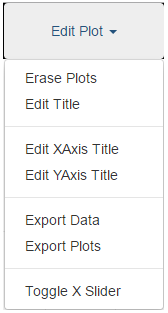 Edit Plot
Erase Plots
Edit Title
Edit XAxis Title
Edit YAxis Title
Export Data
Export Plots
Toggle X Slider